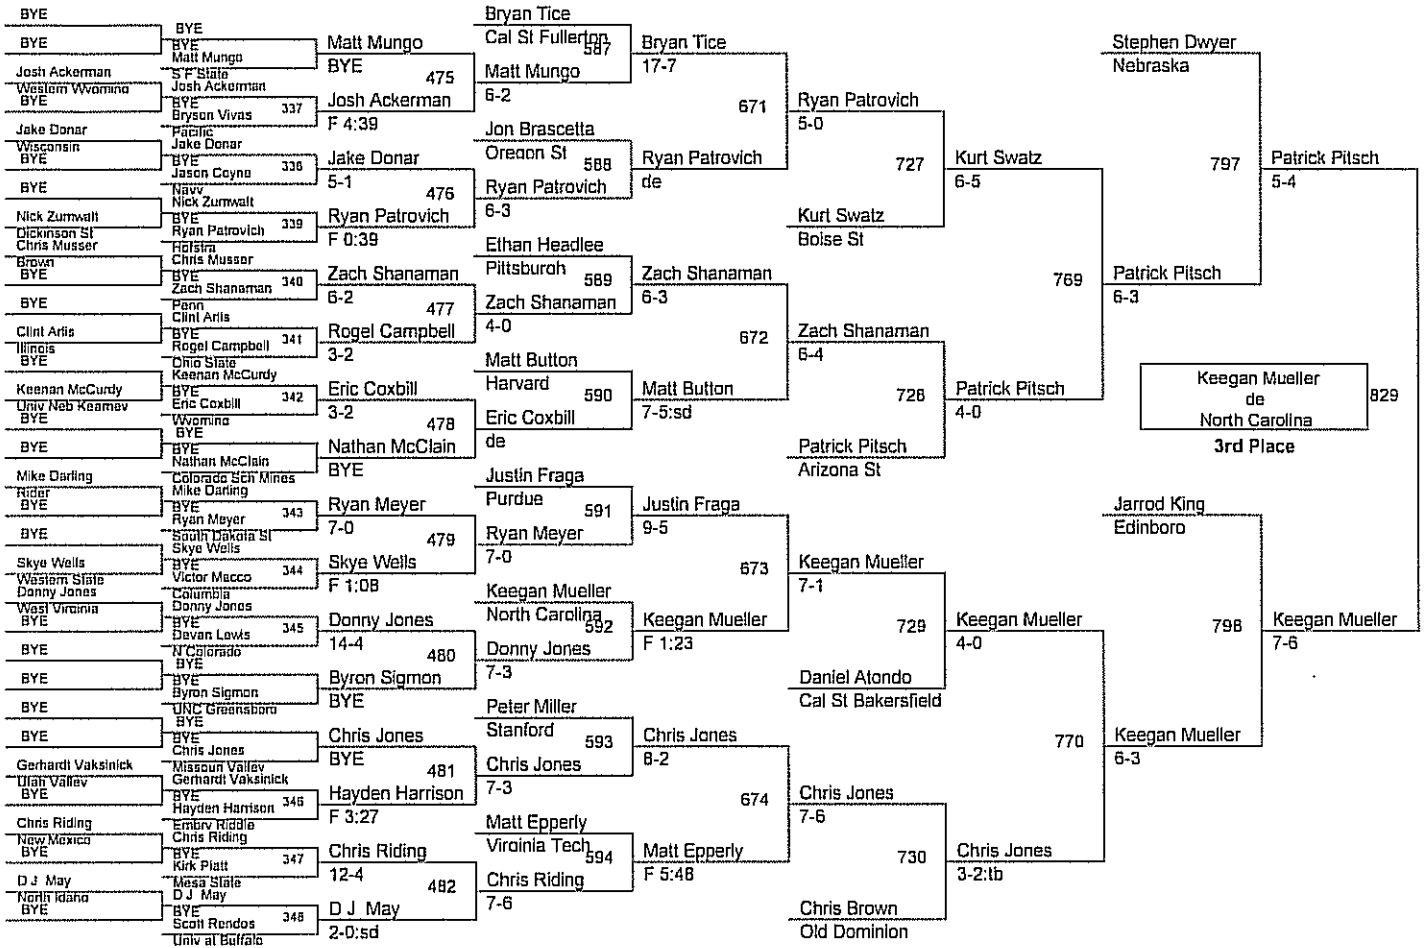 BYE
BYE
Josh Ackerman
Western Wyoming
BYE
Jake Donar
Wisconsin
BYE
BYE
Nick Zumwalt
Dickinson St
Chris Musser
Brown
BYE
BYE
Clint Arlis
Illinois
BYE
Keenan McCurdy
Univ Neb Kearney
BYE
BYE
Mike Darling
Rider
BYE
BYE
Skye Wells
Western State
Donny Jones
West Virginia
BYE
BYE
BYE
BYE
BYE
Gerhardt Vaksinick
Utah Valley
BYE
Chris Riding
New Mexico
BYE
D J May
North Idaho
BYE
BYE
BYE
Matt Mungo
S F State
Josh Ackerman
BYE 337
Bryson Vivas
Pacific
Jake Donar
BYE 338
Jason Coyne
Navy
Nick Zumwalt
BYE 339
Ryan Patrovich
Hofstra
Chris Musser
BYE 340
Zach Shanaman
Penn
Clint Arlis
BYE 341
Rogel Campbell
Ohio State
Keenan McCurdy
BYE 342
Eric Coxbill
Wyoming
BYE
BYE
Nathan McClain
Colorado Sch Mines
Mike Darling
BYE 343
Ryan Meyer
South Dakota St
Skye Wells
BYE 344
Victor Macco
Columbia
Donny Jones
BYE 345
Devan Lewis
N Colorado
BYE
BYE
Byron Sigmon
UNC Greensboro
BYE
BYE
Chris Jones
Missouri Valley
Gerhardt Vaksinick
BYE 346
Hayden Harrison
Embry Riddle
Chris Riding
BYE 347
Kirk Platt
Mesa State
D J May
BYE 348
Scott Rendos
Univ at Buffalo
Matt Mungo
BYE
475
Josh Ackerman
F 4:39
Jake Donar
5-1
476
Ryan Patrovich
F 0:39
Zach Shanaman
6-2
477
Rogel Campbell
3-2
Eric Coxbill
3-2
478
Nathan McClain
BYE
Ryan Meyer
7-0
479
Skye Wells
F 1:08
Donny Jones
14-4
480
Byron Sigmon
BYE
Chris Jones
BYE
481
Hayden Harrison
F 3:27
Chris Riding
12-4
482
D J May
2-0:sd
Bryan Tice
Cal St Fullerton
587
Matt Mungo
6-2
Jon Brascetta
Oregon St
588
Ryan Patrovich
6-3
Ethan Headlee
Pittsburgh
589
Zach Shanaman
4-0
Matt Button
Harvard
590
Eric Coxbill
de
Justin Fraga
Purdue
591
Ryan Meyer
7-0
Keegan Mueller
North Carolina
592
Donny Jones
7-3
Peter Miller
Stanford
593
Chris Jones
7-3
Matt Epperly
Virginia Tech
594
Chris Riding
7-6
Bryan Tice
17-7
671
Ryan Patrovich
de
Zach Shanaman
6-3
672
Matt Button
7-5:sd
Justin Fraga
9-5
673
Keegan Mueller
F 1:23
Chris Jones
8-2
674
Matt Epperly
F 5:48
Ryan Patrovich
5-0
727
Kurt Swatz
Boise St
Zach Shanaman
6-4
728
Patrick Pitsch
Arizona St
Keegan Mueller
7-1
729
Daniel Atondo
Cal St Bakersfield
Chris Jones
7-6
730
Chris Brown
Old Dominion
Kurt Swatz
6-5
769
Patrick Pitsch
4-0
Keegan Mueller
4-0
770
Chris Jones
3-2:tb
Stephen Dwyer
Nebraska
797
Patrick Pitsch
6-3
Jarrod King
Edinboro
798
Keegan Mueller
6-3
Patrick Pitsch
5-4
Keegan Mueller
7-6
Keegan Mueller
de
North Carolina
829
3rd Place